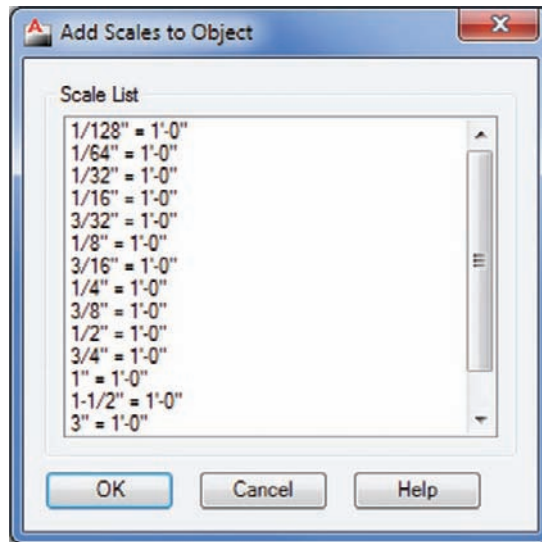 Add Scales to Object
Scale List
1/128" = 1'-0"
1/64" = 1'-0"
1/32" = 1'-0"
1/16" = 1'-0"
3/32" = 1'-0"
1/8" = 1'-0"
3/16" = 1'-0"
1/4" = 1'-0"
3/8" = 1'-0"
1/2" = 1'-0"
3/4" = 1'-0"
1" = 1'-0"
1-1/2" = 1'-0"
3" = 1'-0"
OK Cancel Help